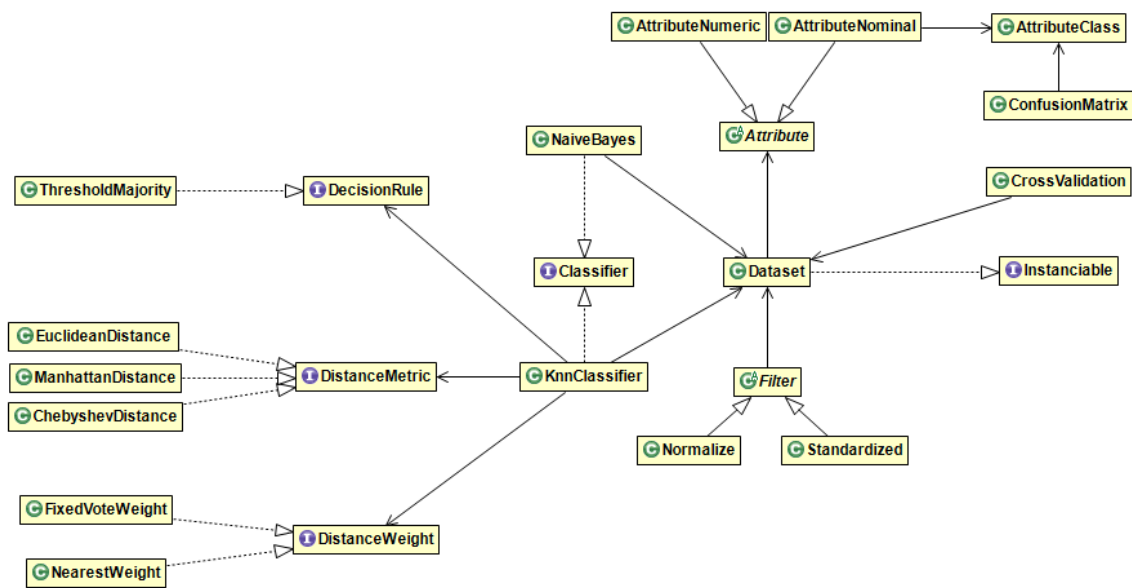 AttributeNumeric
AttributeNominal
AttributeClass
ConfusionMatrix
Attribute
NaiveBayes
ThresholdMajority
DecisionRule
CrossValidation
Classifier
Dataset
Instanciable
EuclideanDistance
ManhattanDistance
ChebyshevDistance
DistanceMetric
KnnClassifier
Filter
Normalize
Standardized
FixedVoteWeight
DistanceWeight
NearestWeight